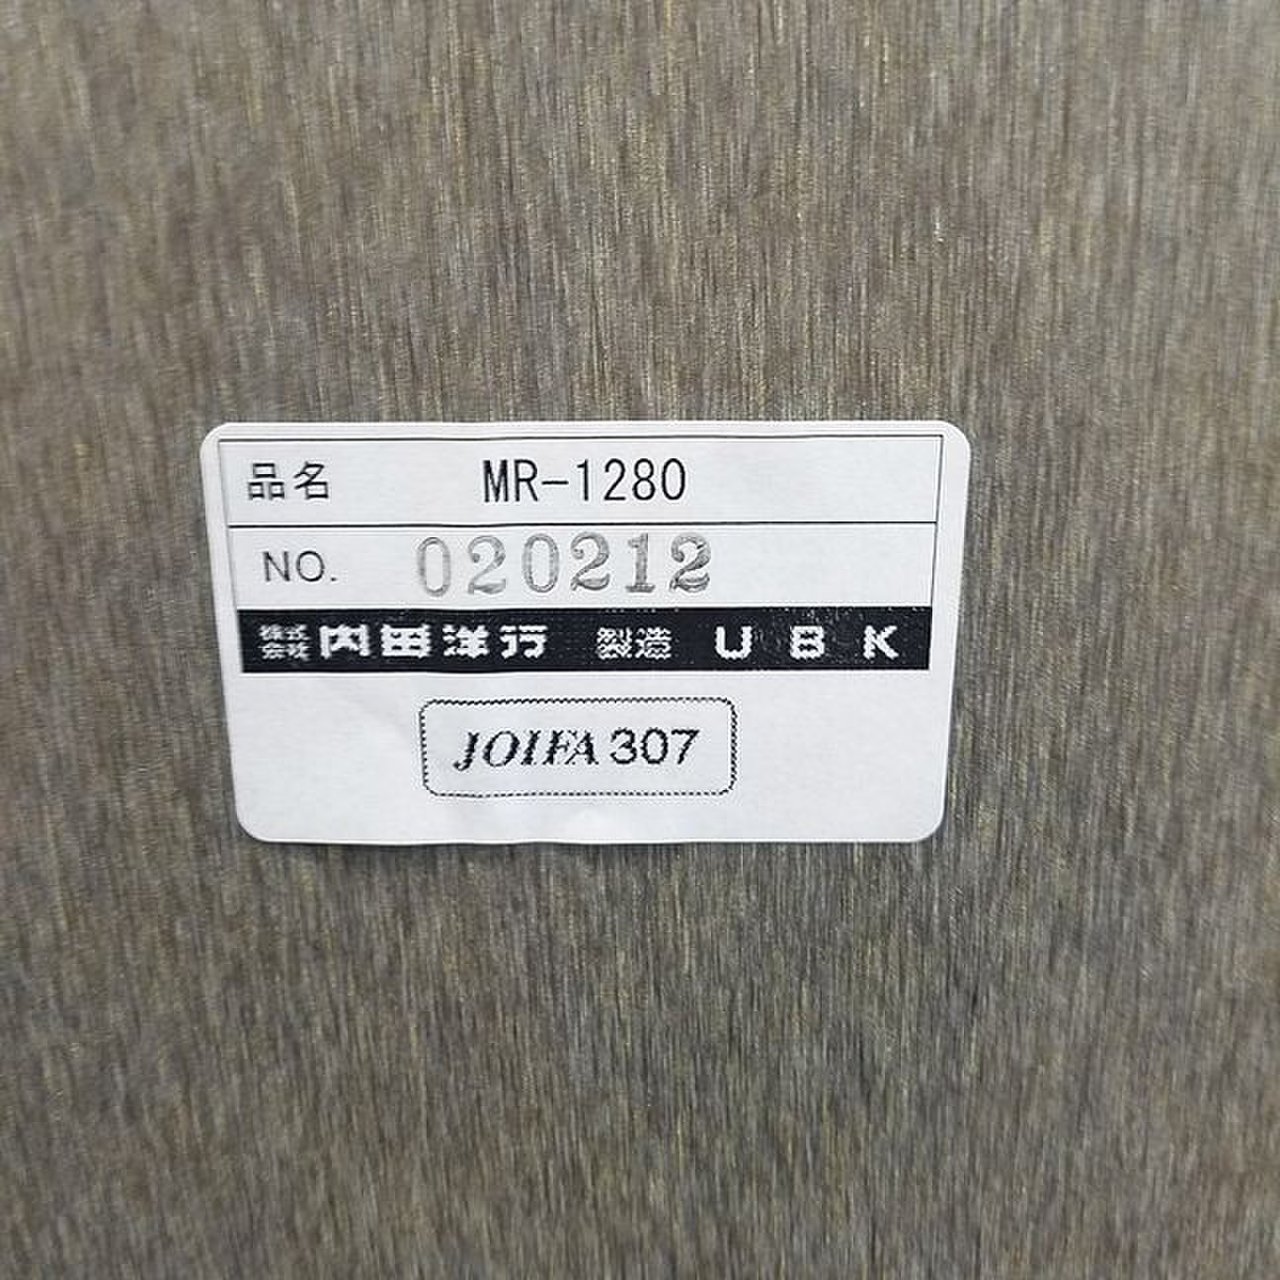 品名 MR-1280
NO. 020212
株式会社 内田洋行 製造 UBK
JOIFA 307